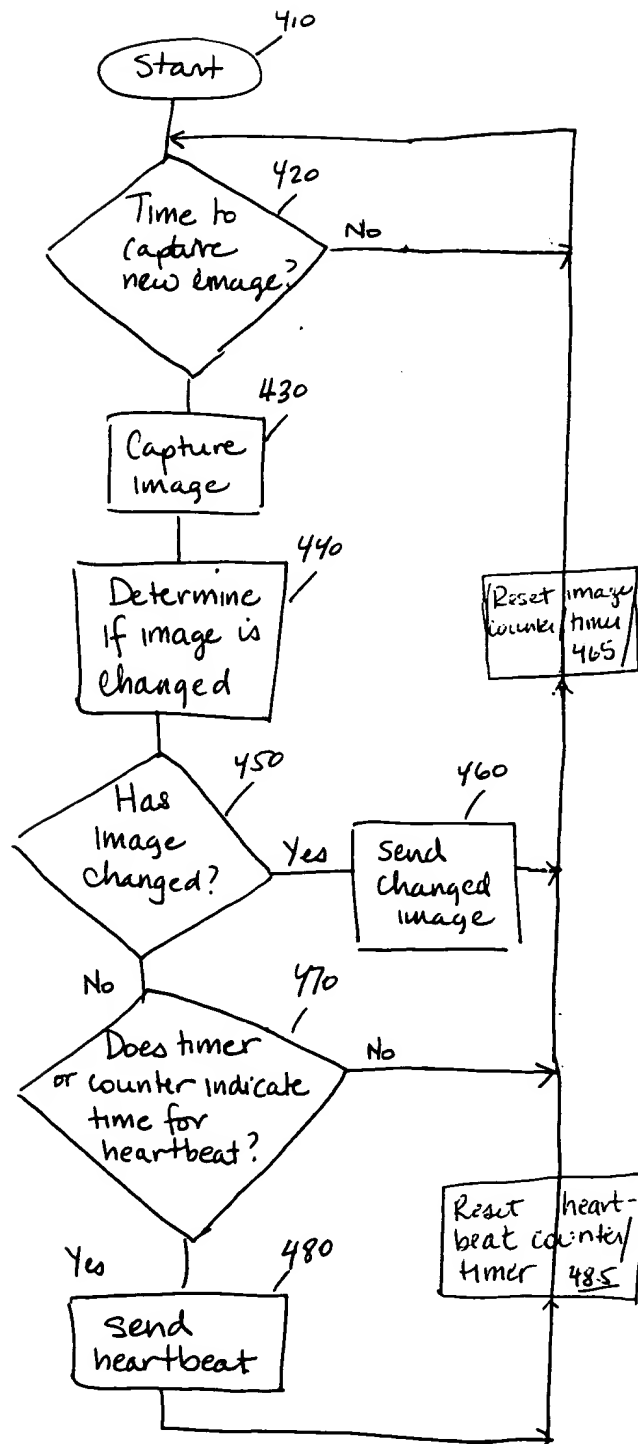 410
Start
420
Time to
capture
new image?
No
430
Capture
image
440
Determine
if image is
changed
Reset image
counter/timer
465
450
Has
image
changed?
Yes
460
send
changed
image
No
470
Does timer
or counter indicate
time for
heartbeat?
No
Reset heart-
beat counter/
timer 485
Yes
480
send
heartbeat